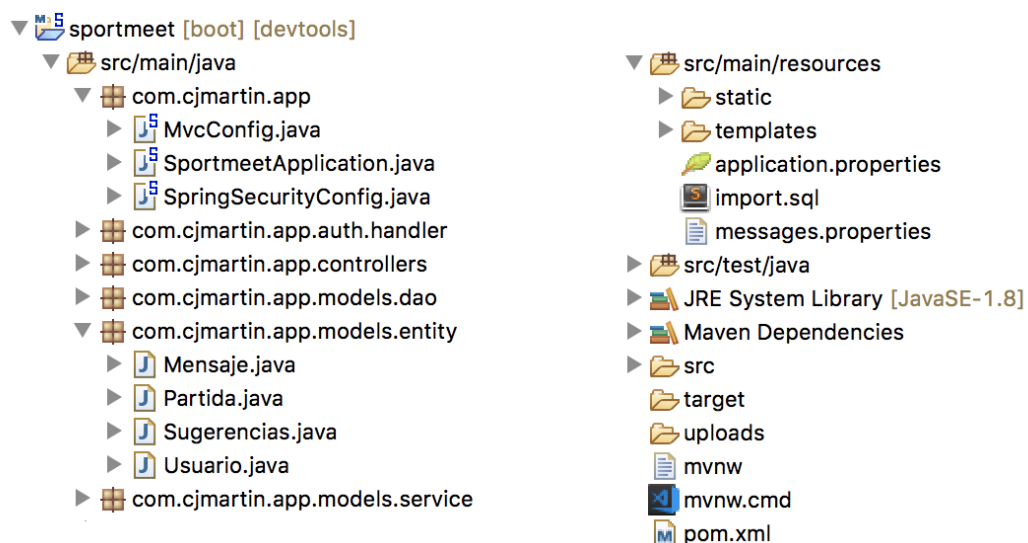 sportmeet [boot] [devtools]
src/main/java
com.cjmartin.app
MvcConfig.java
SportmeetApplication.java
SpringSecurityConfig.java
com.cjmartin.app.auth.handler
com.cjmartin.app.controllers
com.cjmartin.app.models.dao
com.cjmartin.app.models.entity
Mensaje.java
Partida.java
Sugerencias.java
Usuario.java
com.cjmartin.app.models.service
src/main/resources
static
templates
application.properties
import.sql
messages.properties
src/test/java
JRE System Library [JavaSE-1.8]
Maven Dependencies
src
target
uploads
mvnw
mvnw.cmd
pom.xml